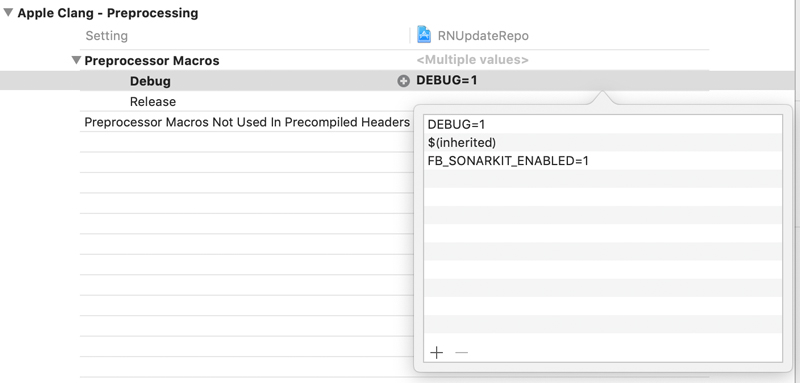 Apple Clang - Preprocessing
Setting RNUpdateRepo
Preprocessor Macros <Multiple values>
Debug DEBUG=1
Release
Preprocessor Macros Not Used In Precompiled Headers
DEBUG=1
$(inherited)
FB_SONARKIT_ENABLED=1